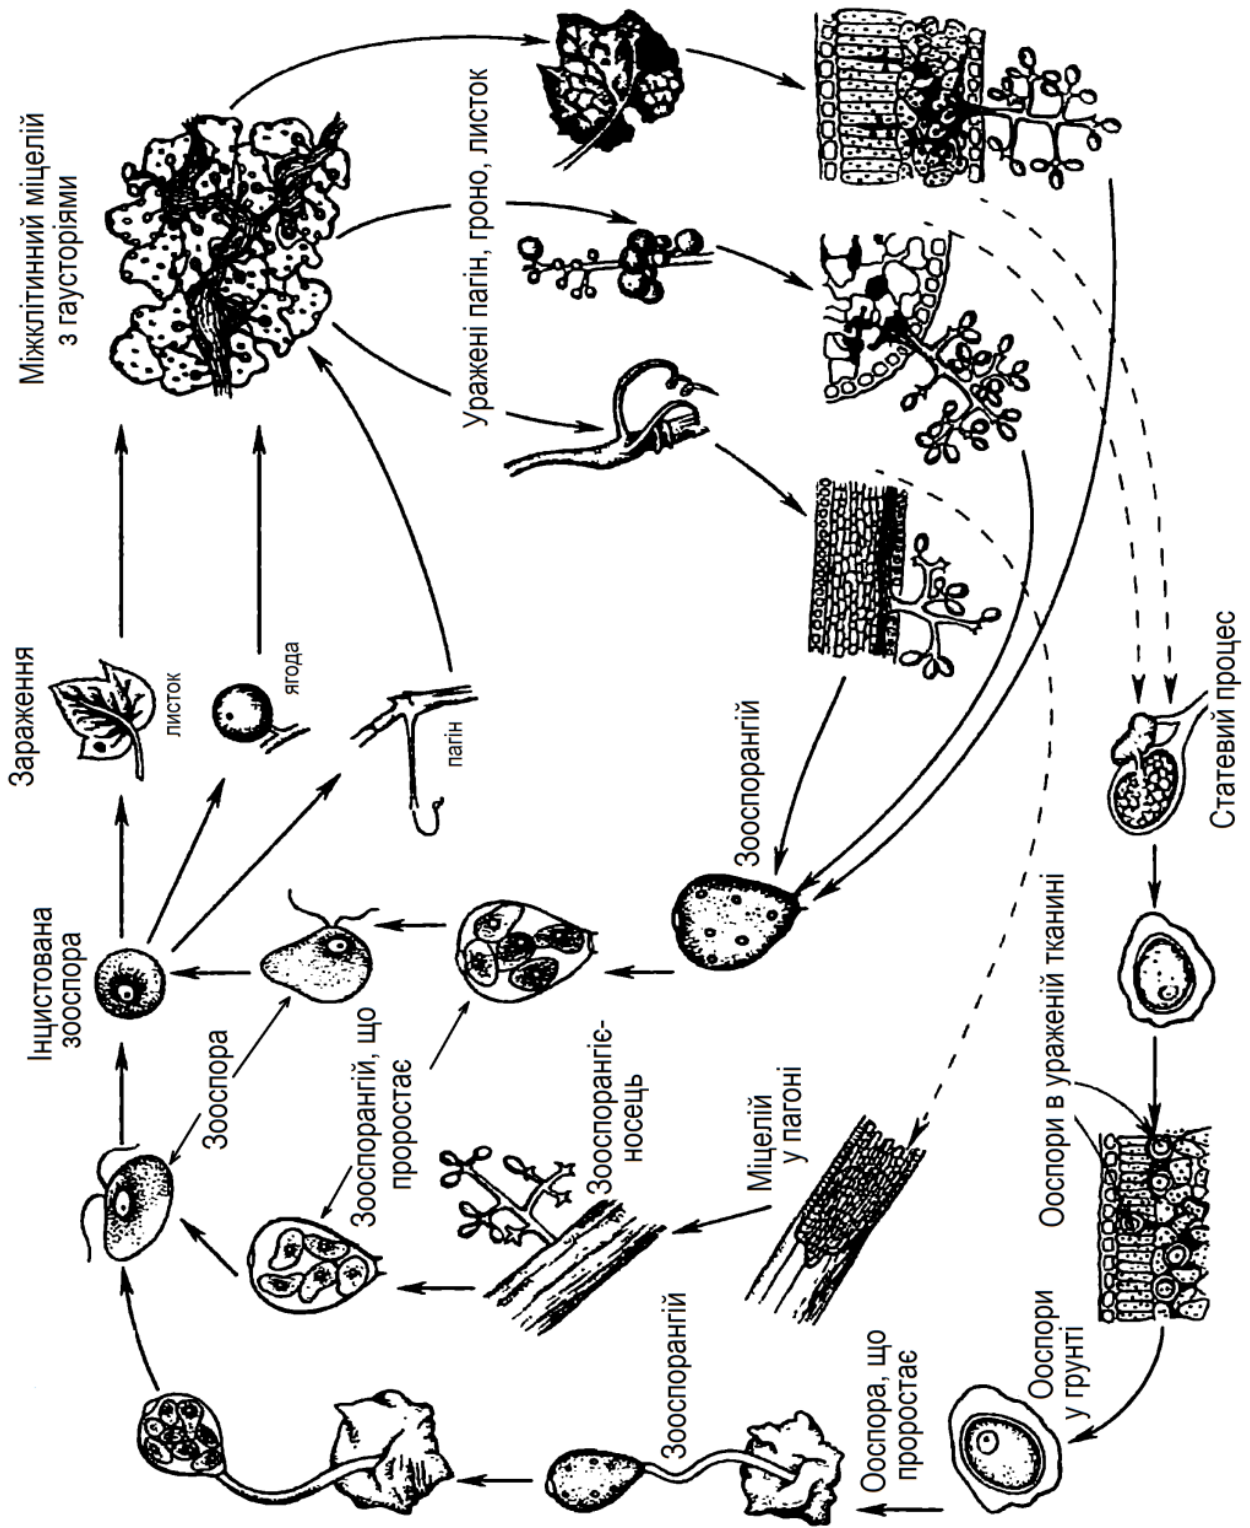 Міжклітинний міцелій
з гаусторіями
Уражені пагін, гроно, листок
Зараження
листок
ягода
пагін
Зооспорангій
Статевий процес
Інцистована
зооспора
Зооспора
Зооспорангій, що
проростає
Зооспорангіє-
носець
Міцелій
у пагоні
Ооспори в ураженій тканині
Зооспорангій
Ооспора, що
проростає
Ооспори
у грунті